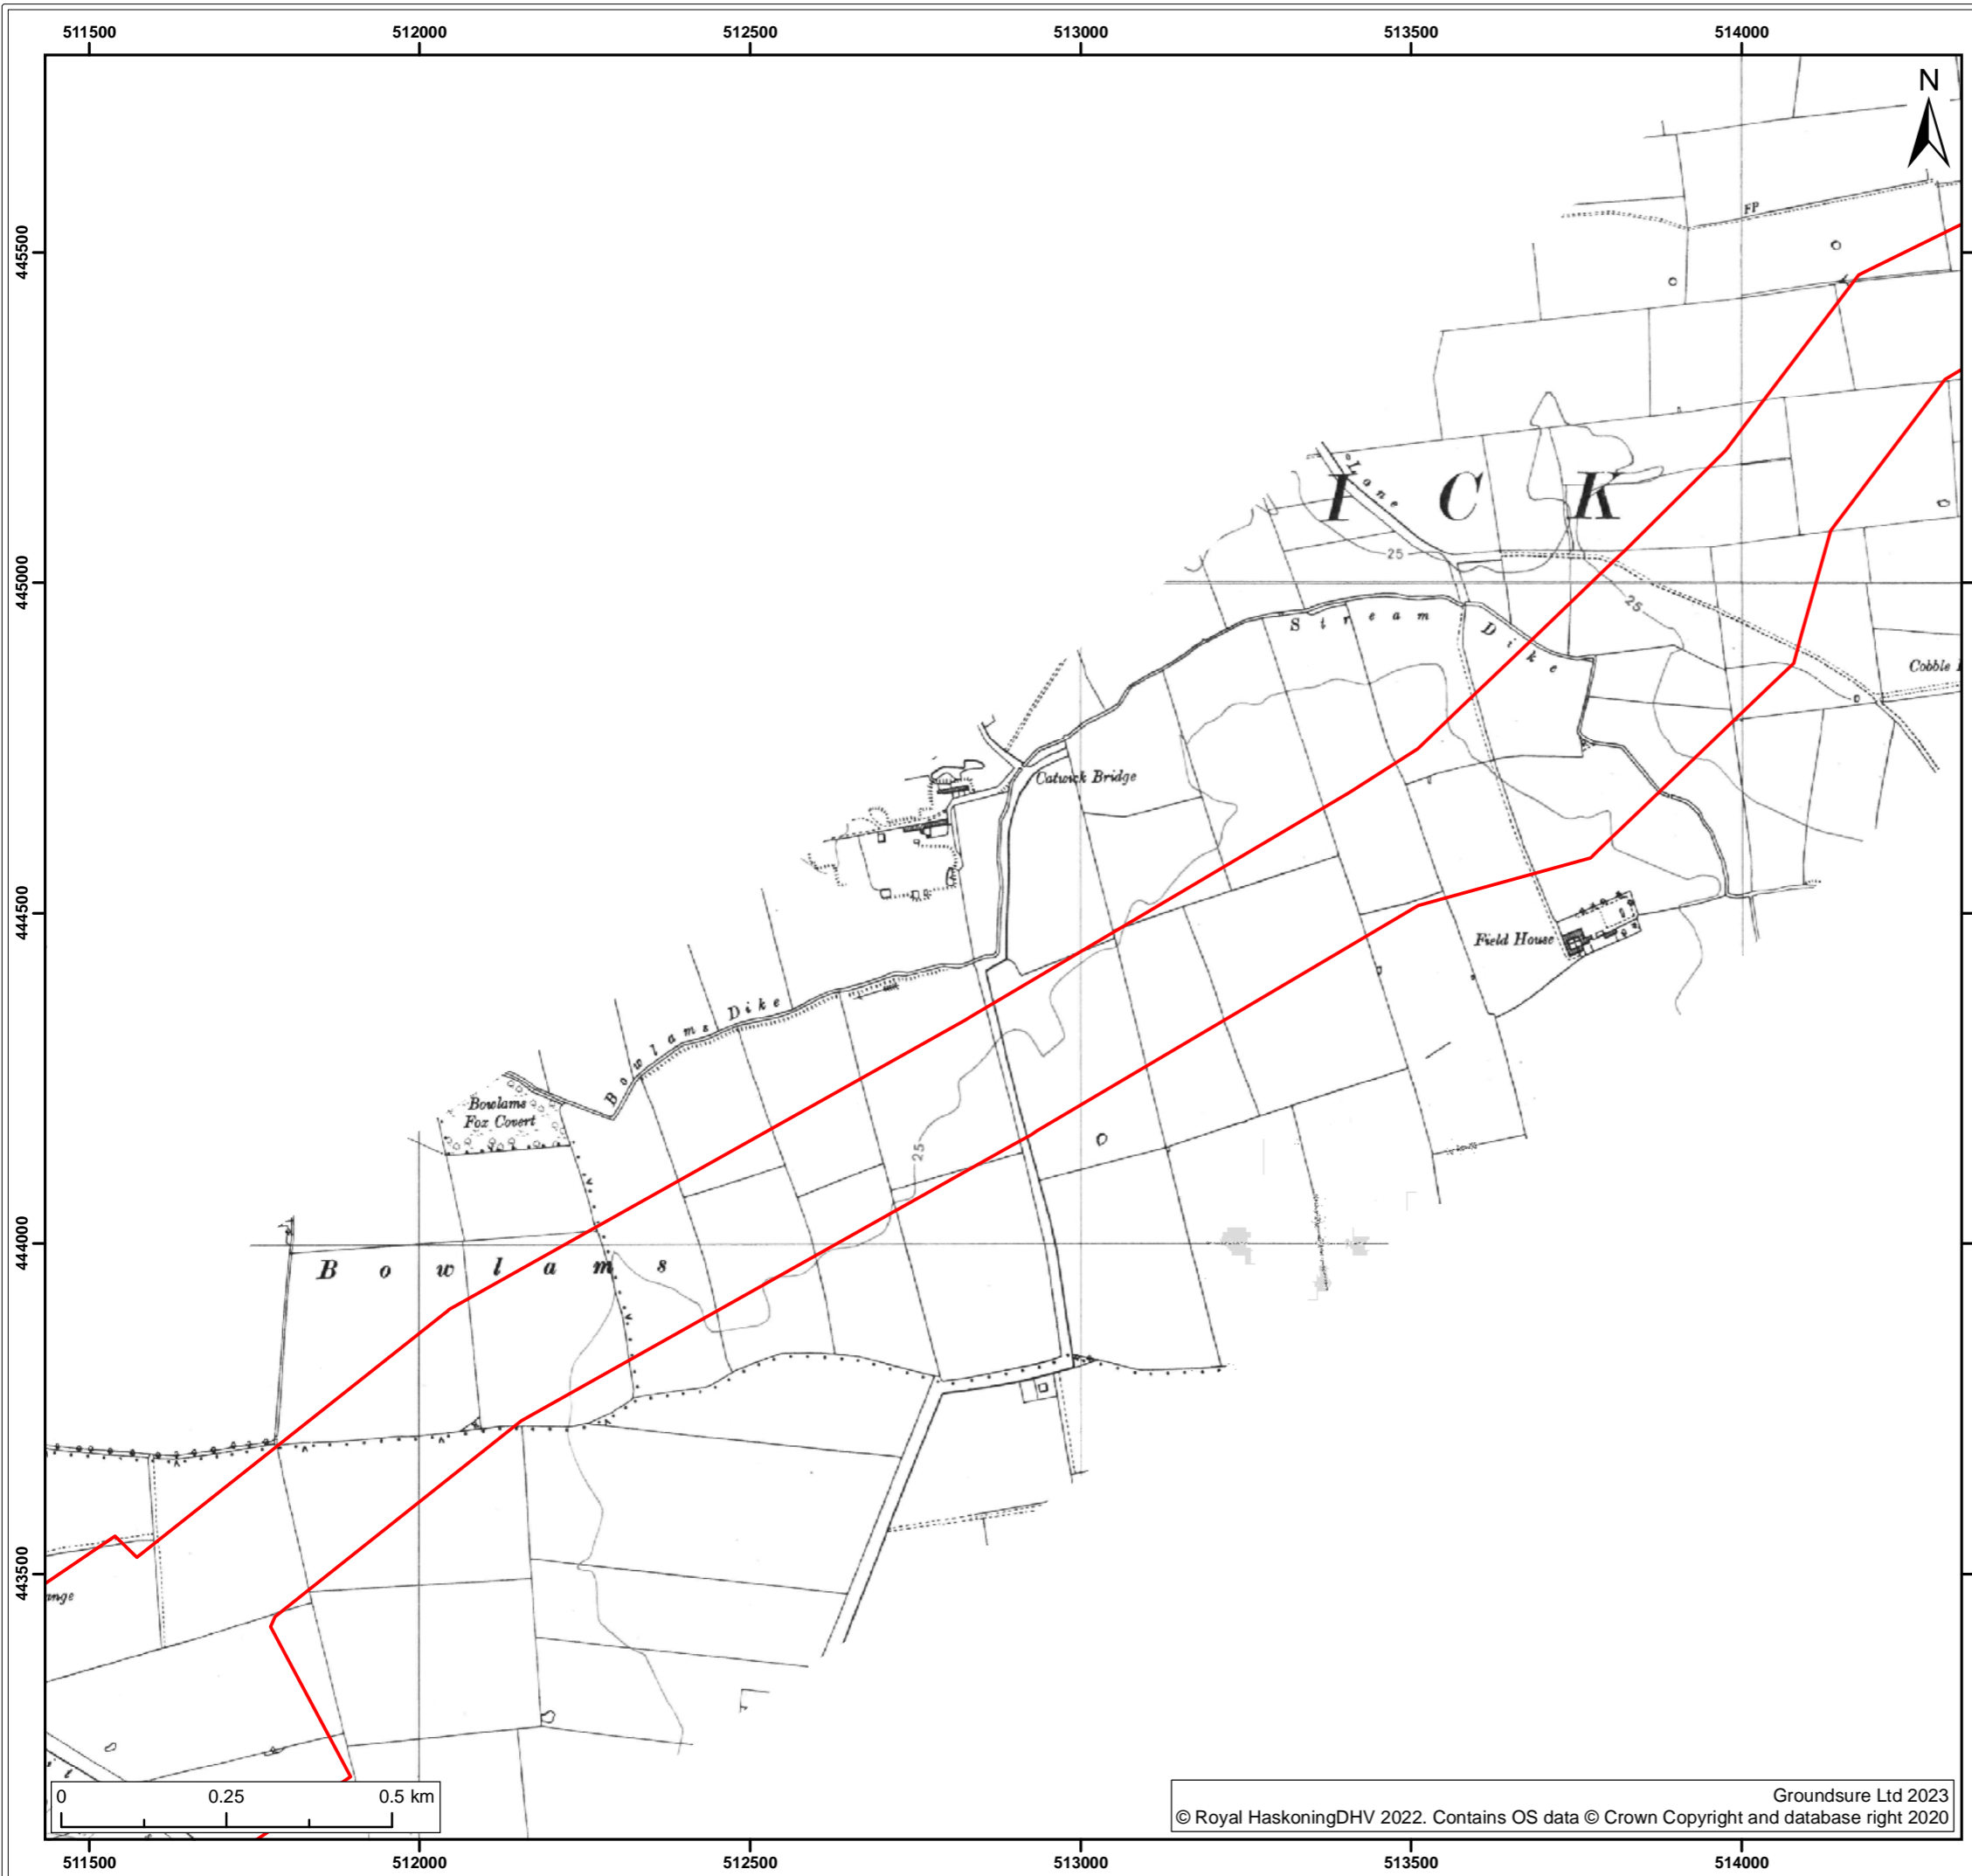 511500 512000 512500 513000 513500 514000
N
FP
445500
Lane
I C K
25
445000
25
Stream Dike
Cobble
Catwick Bridge
444500
Field House
Bowlams Dike
Bowlams
Fox Covert
25
444000
Bowlams
443500
0 0.25 0.5 km
Groundsure Ltd 2023
© Royal HaskoningDHV 2022. Contains OS data © Crown Copyright and database right 2020
511500 512000 512500 513000 513500 514000